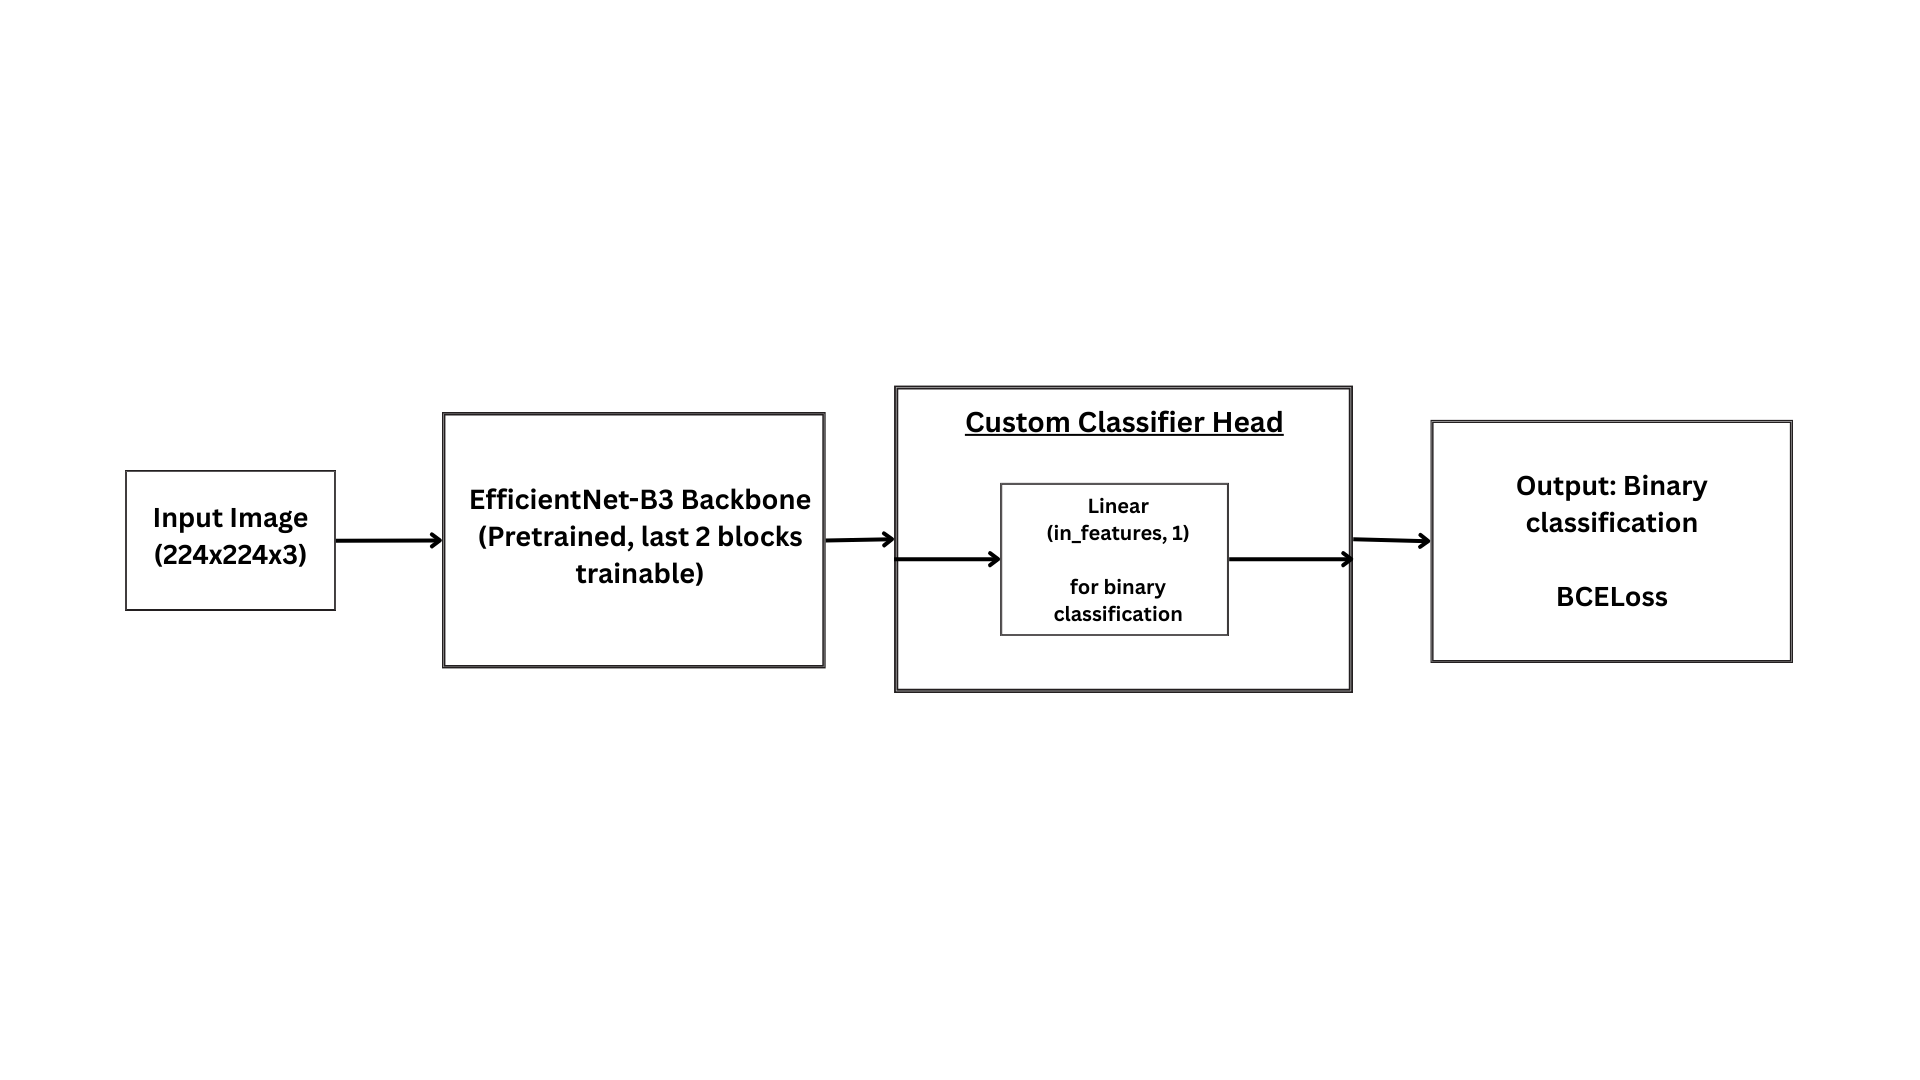 Input Image
(224x224x3)
EfficientNet-B3 Backbone
(Pretrained, last 2 blocks
trainable)
Custom Classifier Head
Linear
(in_features, 1)
for binary
classification
Output: Binary
classification
BCELoss